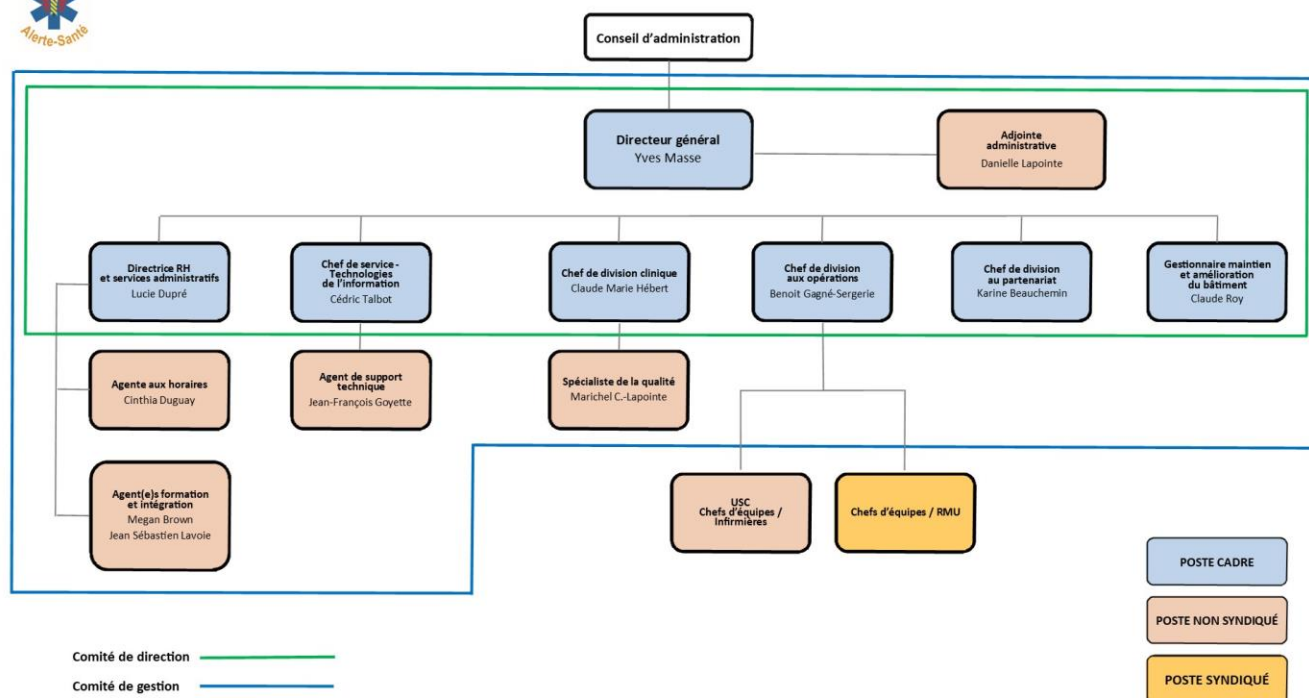 Alerte-Santé
Conseil d'administration
Directeur général
Yves Masse
Adjointe
administrative
Danielle Lapointe
Directrice RH
et services administratifs
Lucie Dupré
Chef de service -
Technologies
de l'information
Cédric Talbot
Chef de division clinique
Claude Marie Hébert
Chef de division
aux opérations
Benoit Gagné-Sergerie
Chef de division
au partenariat
Karine Beauchemin
Gestionnaire maintien
et amélioration
du bâtiment
Claude Roy
Agente aux horaires
Cinthia Duguay
Agent de support
technique
Jean-François Goyette
Spécialiste de la qualité
Marichel C.-Lapointe
Agent(e)s formation
et intégration
Megan Brown
Jean Sébastien Lavoie
USC
Chefs d'équipes /
Infirmières
Chefs d'équipes / RMU
POSTE CADRE
POSTE NON SYNDIQUÉ
POSTE SYNDIQUÉ
Comité de direction
Comité de gestion